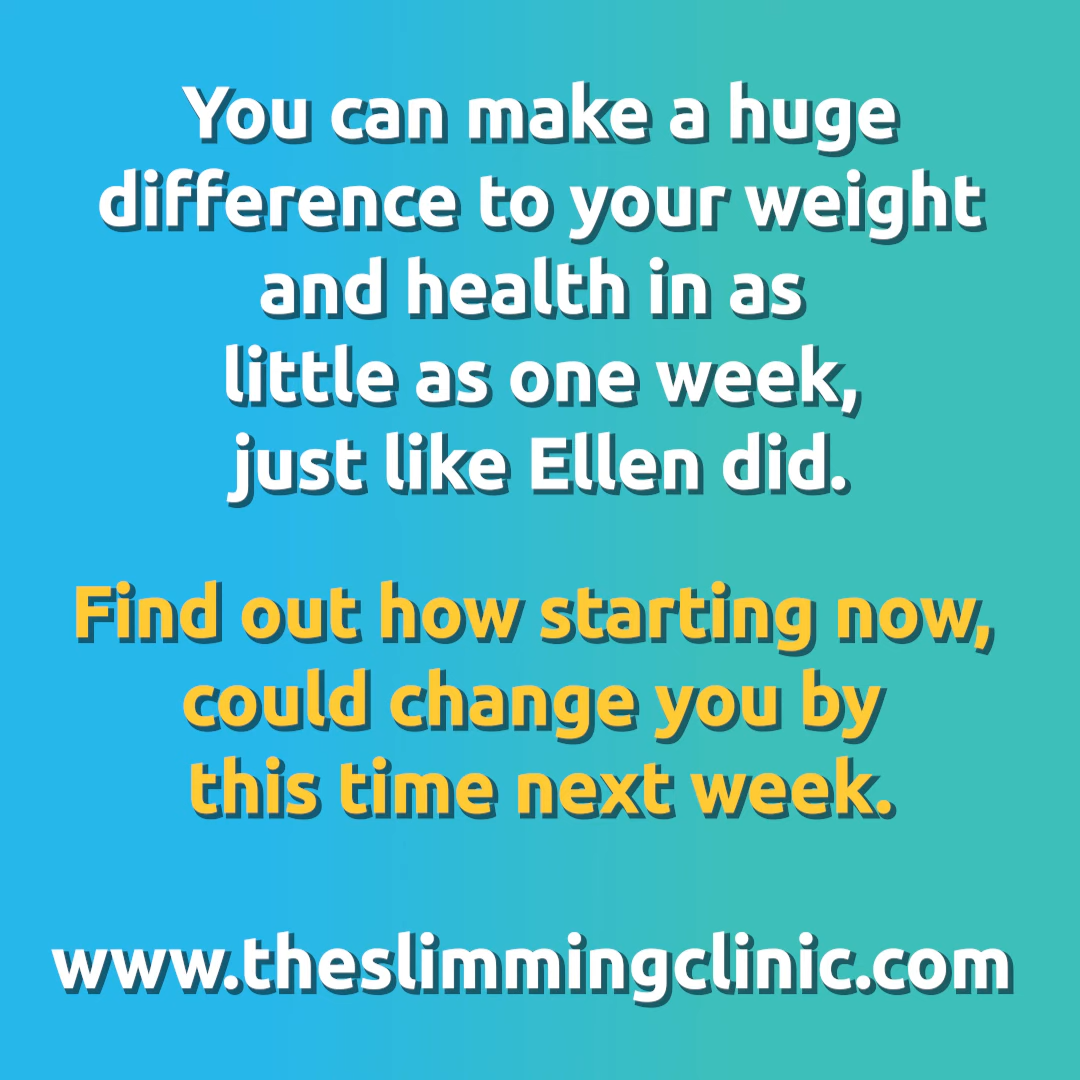 You can make a huge
difference to your weight
and health in as
little as one week,
just like Ellen did.
Find out how starting now,
could change you by
this time next week.
www.theslimmingclinic.com